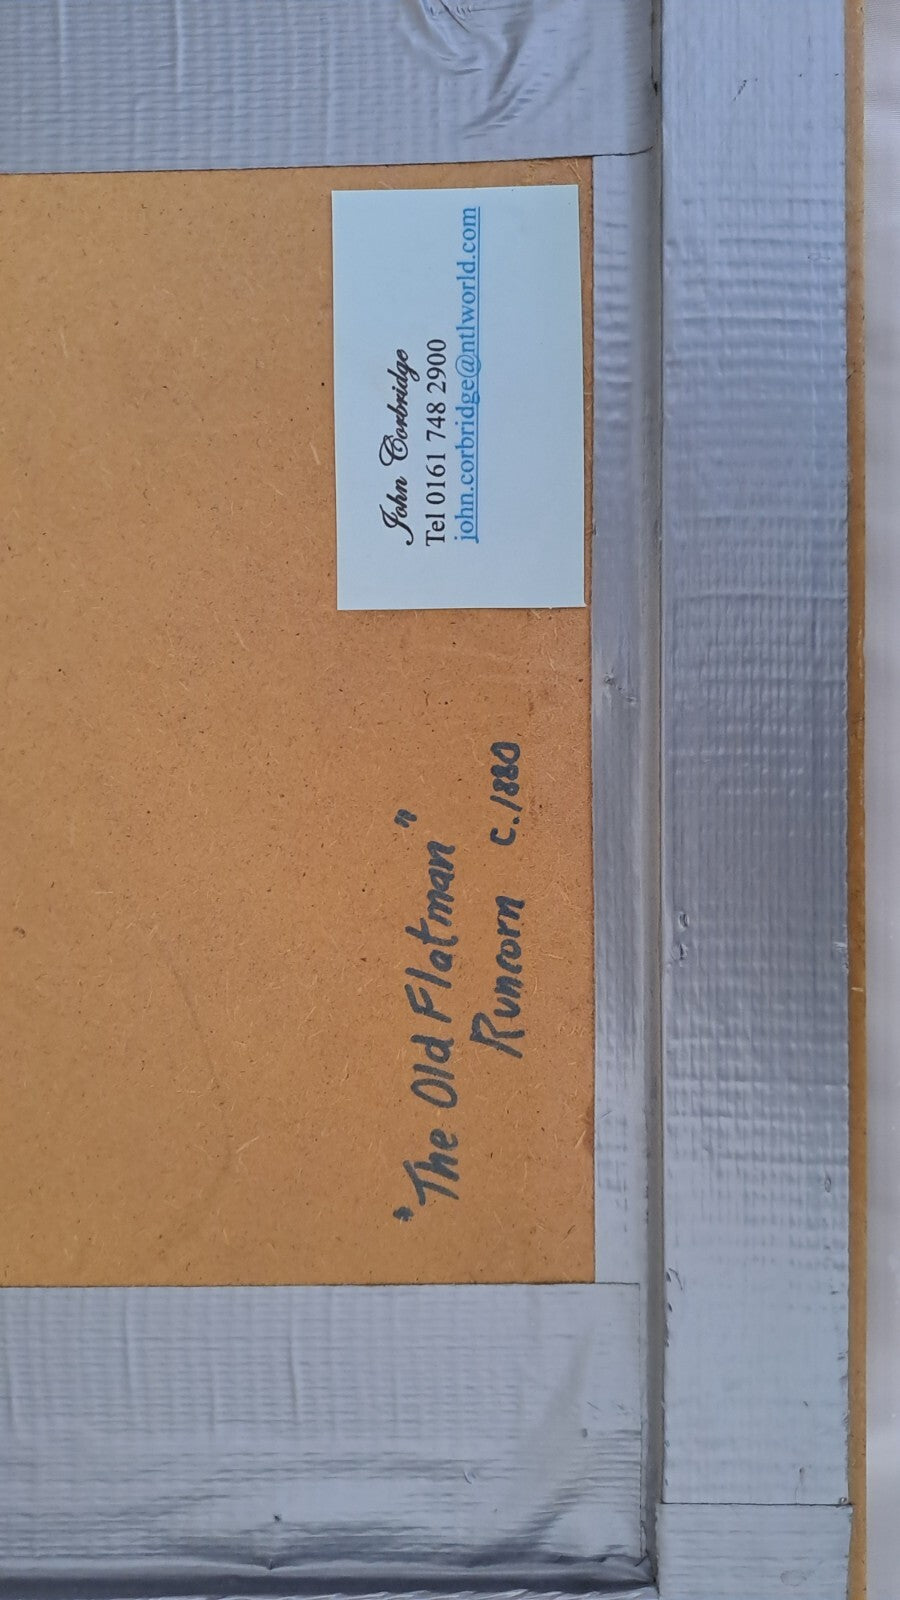 John Corbridge
Tel 0161 748 2900
john.corbridge@ntlworld.com
"The Old Flatman"
Runcorn c.1880